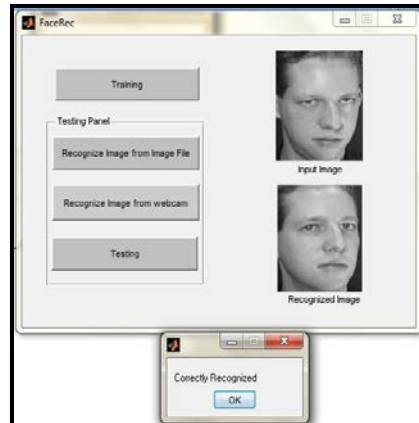 FaceRec
Training
Testing Panel
Recognize Image from Image File
Recognize Image from webcam
Testing
Input Image
Recognized Image
Correctly Recognized
OK